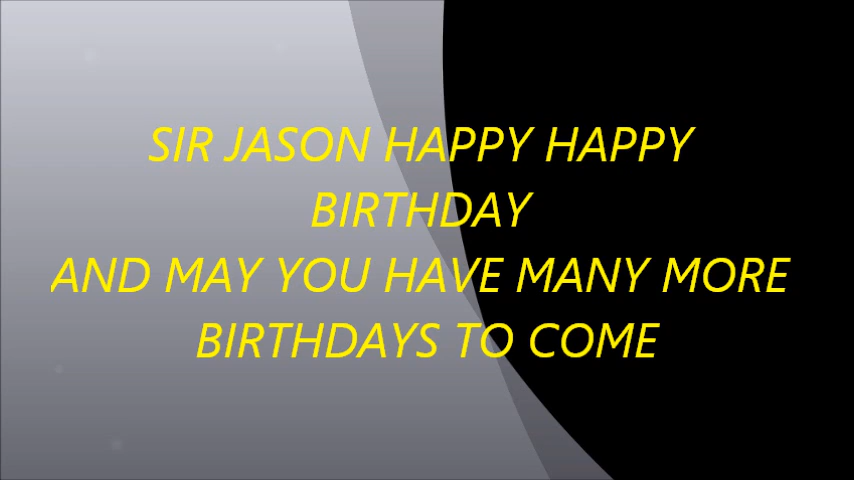 SIR JASON HAPPY HAPPY
BIRTHDAY
AND MAY YOU HAVE MANY MORE
BIRTHDAYS TO COME